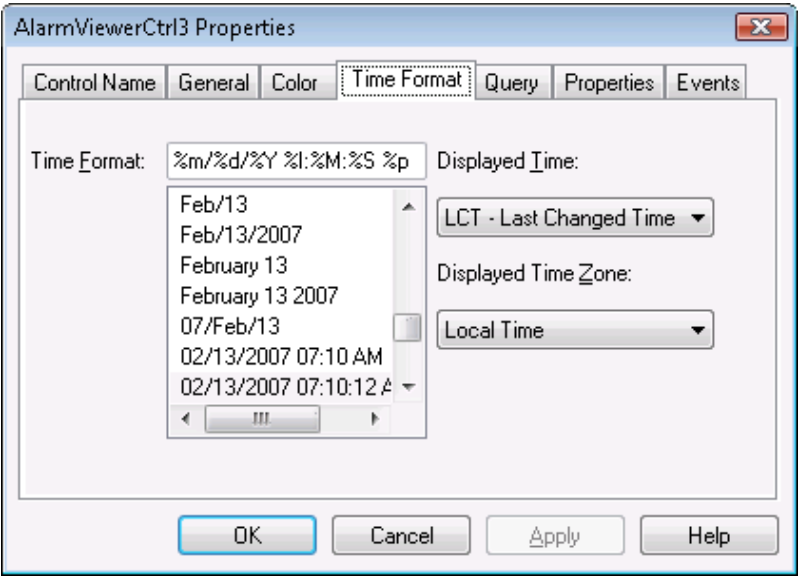 AlarmViewerCtrl3 Properties
Control Name General Color Time Format Query Properties Events
Time Format: %m/%d/%Y %I:%M:%S %p Displayed Time:
Feb/13
LCT - Last Changed Time
Feb/13/2007
February 13
Displayed Time Zone:
February 13 2007
07/Feb/13
Local Time
02/13/2007 07:10 AM
02/13/2007 07:10:12 A
OK Cancel Apply Help